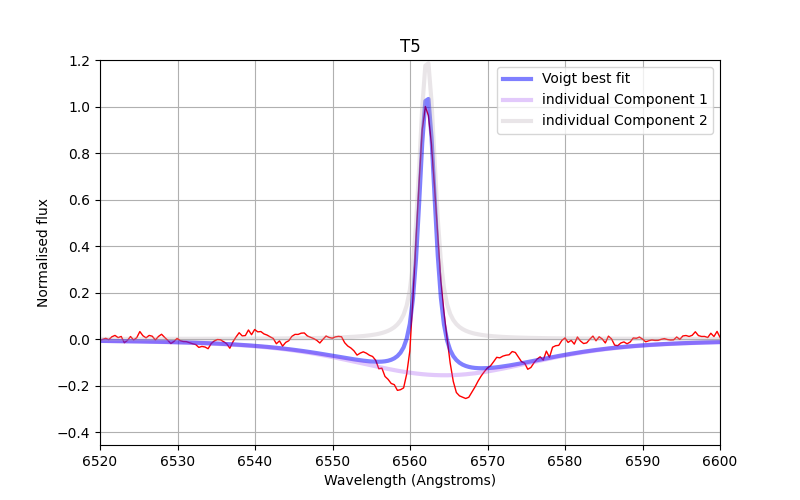 T5
Voigt best fit
individual Component 1
individual Component 2
1.2
1.0
0.8
0.6
0.4
0.2
0.0
−0.2
−0.4
Normalised flux
6520 6530 6540 6550 6560 6570 6580 6590 6600
Wavelength (Angstroms)